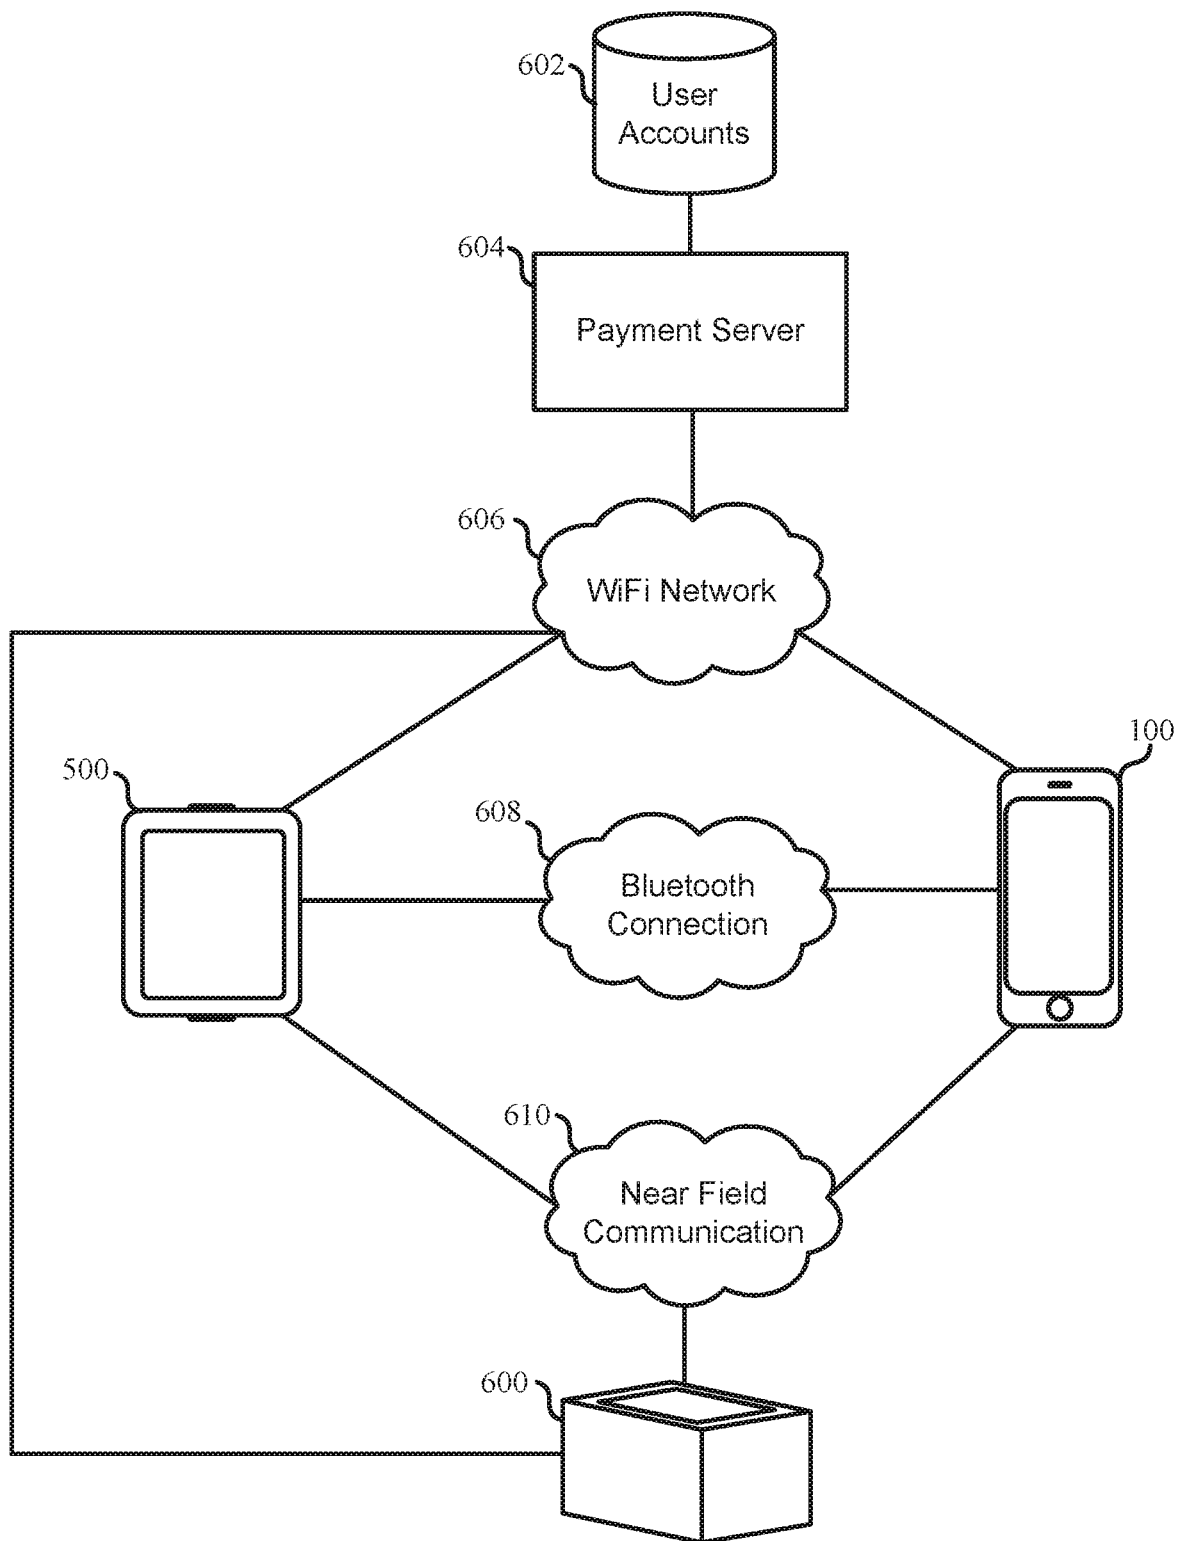 602
User
Accounts
604
Payment Server
606
WiFi Network
100
500
608
Bluetooth
Connection
610
Near Field
Communication
600